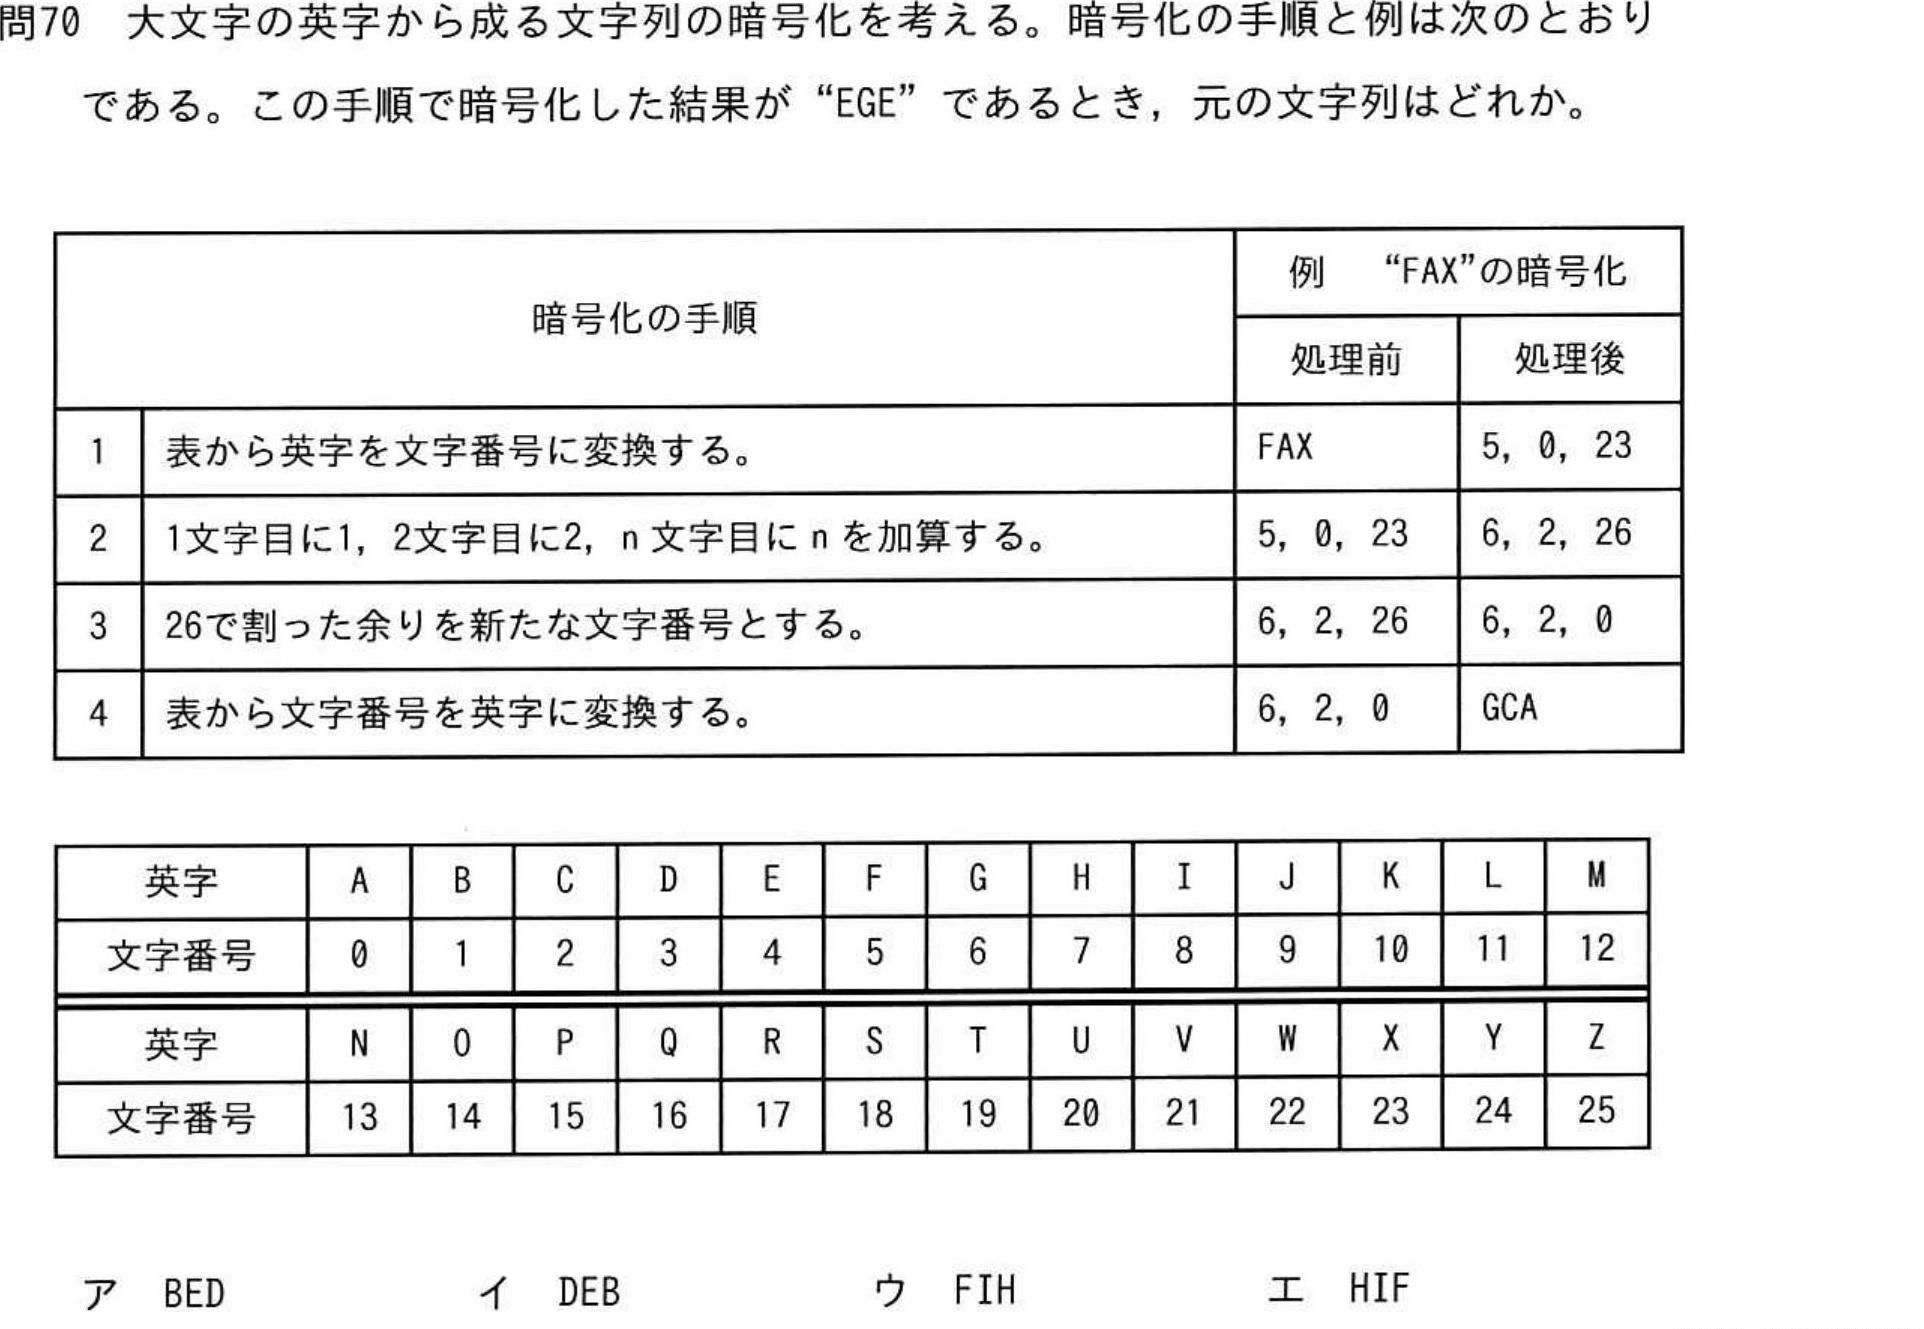 問70 大文字の英字から成る文字列の暗号化を考える。暗号化の手順と例は次のとおり
である。この手順で暗号化した結果が“EGE”であるとき，元の文字列はどれか。
暗号化の手順 例 “FAX”の暗号化
処理前 処理後
1 表から英字を文字番号に変換する。 FAX 5, 0, 23
2 1文字目に1，2文字目に2，n 文字目に n を加算する。 5, 0, 23 6, 2, 26
3 26で割った余りを新たな文字番号とする。 6, 2, 26 6, 2, 0
4 表から文字番号を英字に変換する。 6, 2, 0 GCA
英字 A B C D E F G H I J K L M
文字番号 0 1 2 3 4 5 6 7 8 9 10 11 12
英字 N O P Q R S T U V W X Y Z
文字番号 13 14 15 16 17 18 19 20 21 22 23 24 25
ア BED イ DEB ウ FIH エ HIF